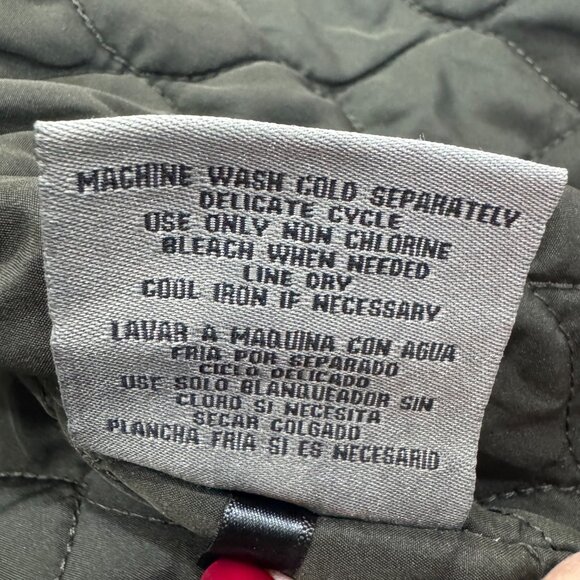 MACHINE WASH COLD SEPARATELY
DELICATE CYCLE
USE ONLY NON CHLORINE
BLEACH WHEN NEEDED
LINE DRY
COOL IRON IF NECESSARY
LAVAR A MAQUINA CON AGUA
FRIA POR SEPARADO
CICLO DELICADO
USE SOLO BLANQUEADOR SIN
CLORO SI NECESITA
SECAR COLGADO
PLANCHA FRIA SI ES NECESARIO